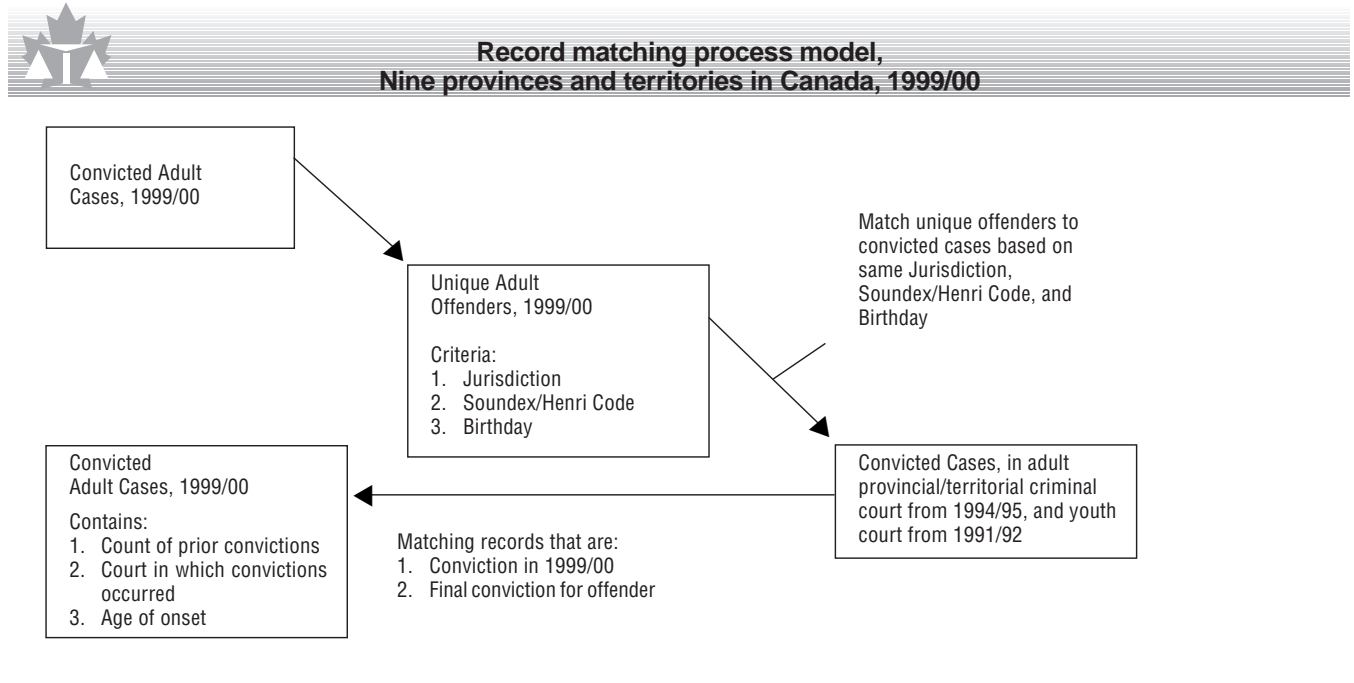 Record matching process model,
Nine provinces and territories in Canada, 1999/00
Convicted Adult
Cases, 1999/00
Unique Adult
Offenders, 1999/00
Criteria:
1. Jurisdiction
2. Soundex/Henri Code
3. Birthday
Match unique offenders to
convicted cases based on
same Jurisdiction,
Soundex/Henri Code, and
Birthday
Convicted Cases, in adult
provincial/territorial criminal
court from 1994/95, and youth
court from 1991/92
Matching records that are:
1. Conviction in 1999/00
2. Final conviction for offender
Convicted
Adult Cases, 1999/00
Contains:
1. Count of prior convictions
2. Court in which convictions
occurred
3. Age of onset